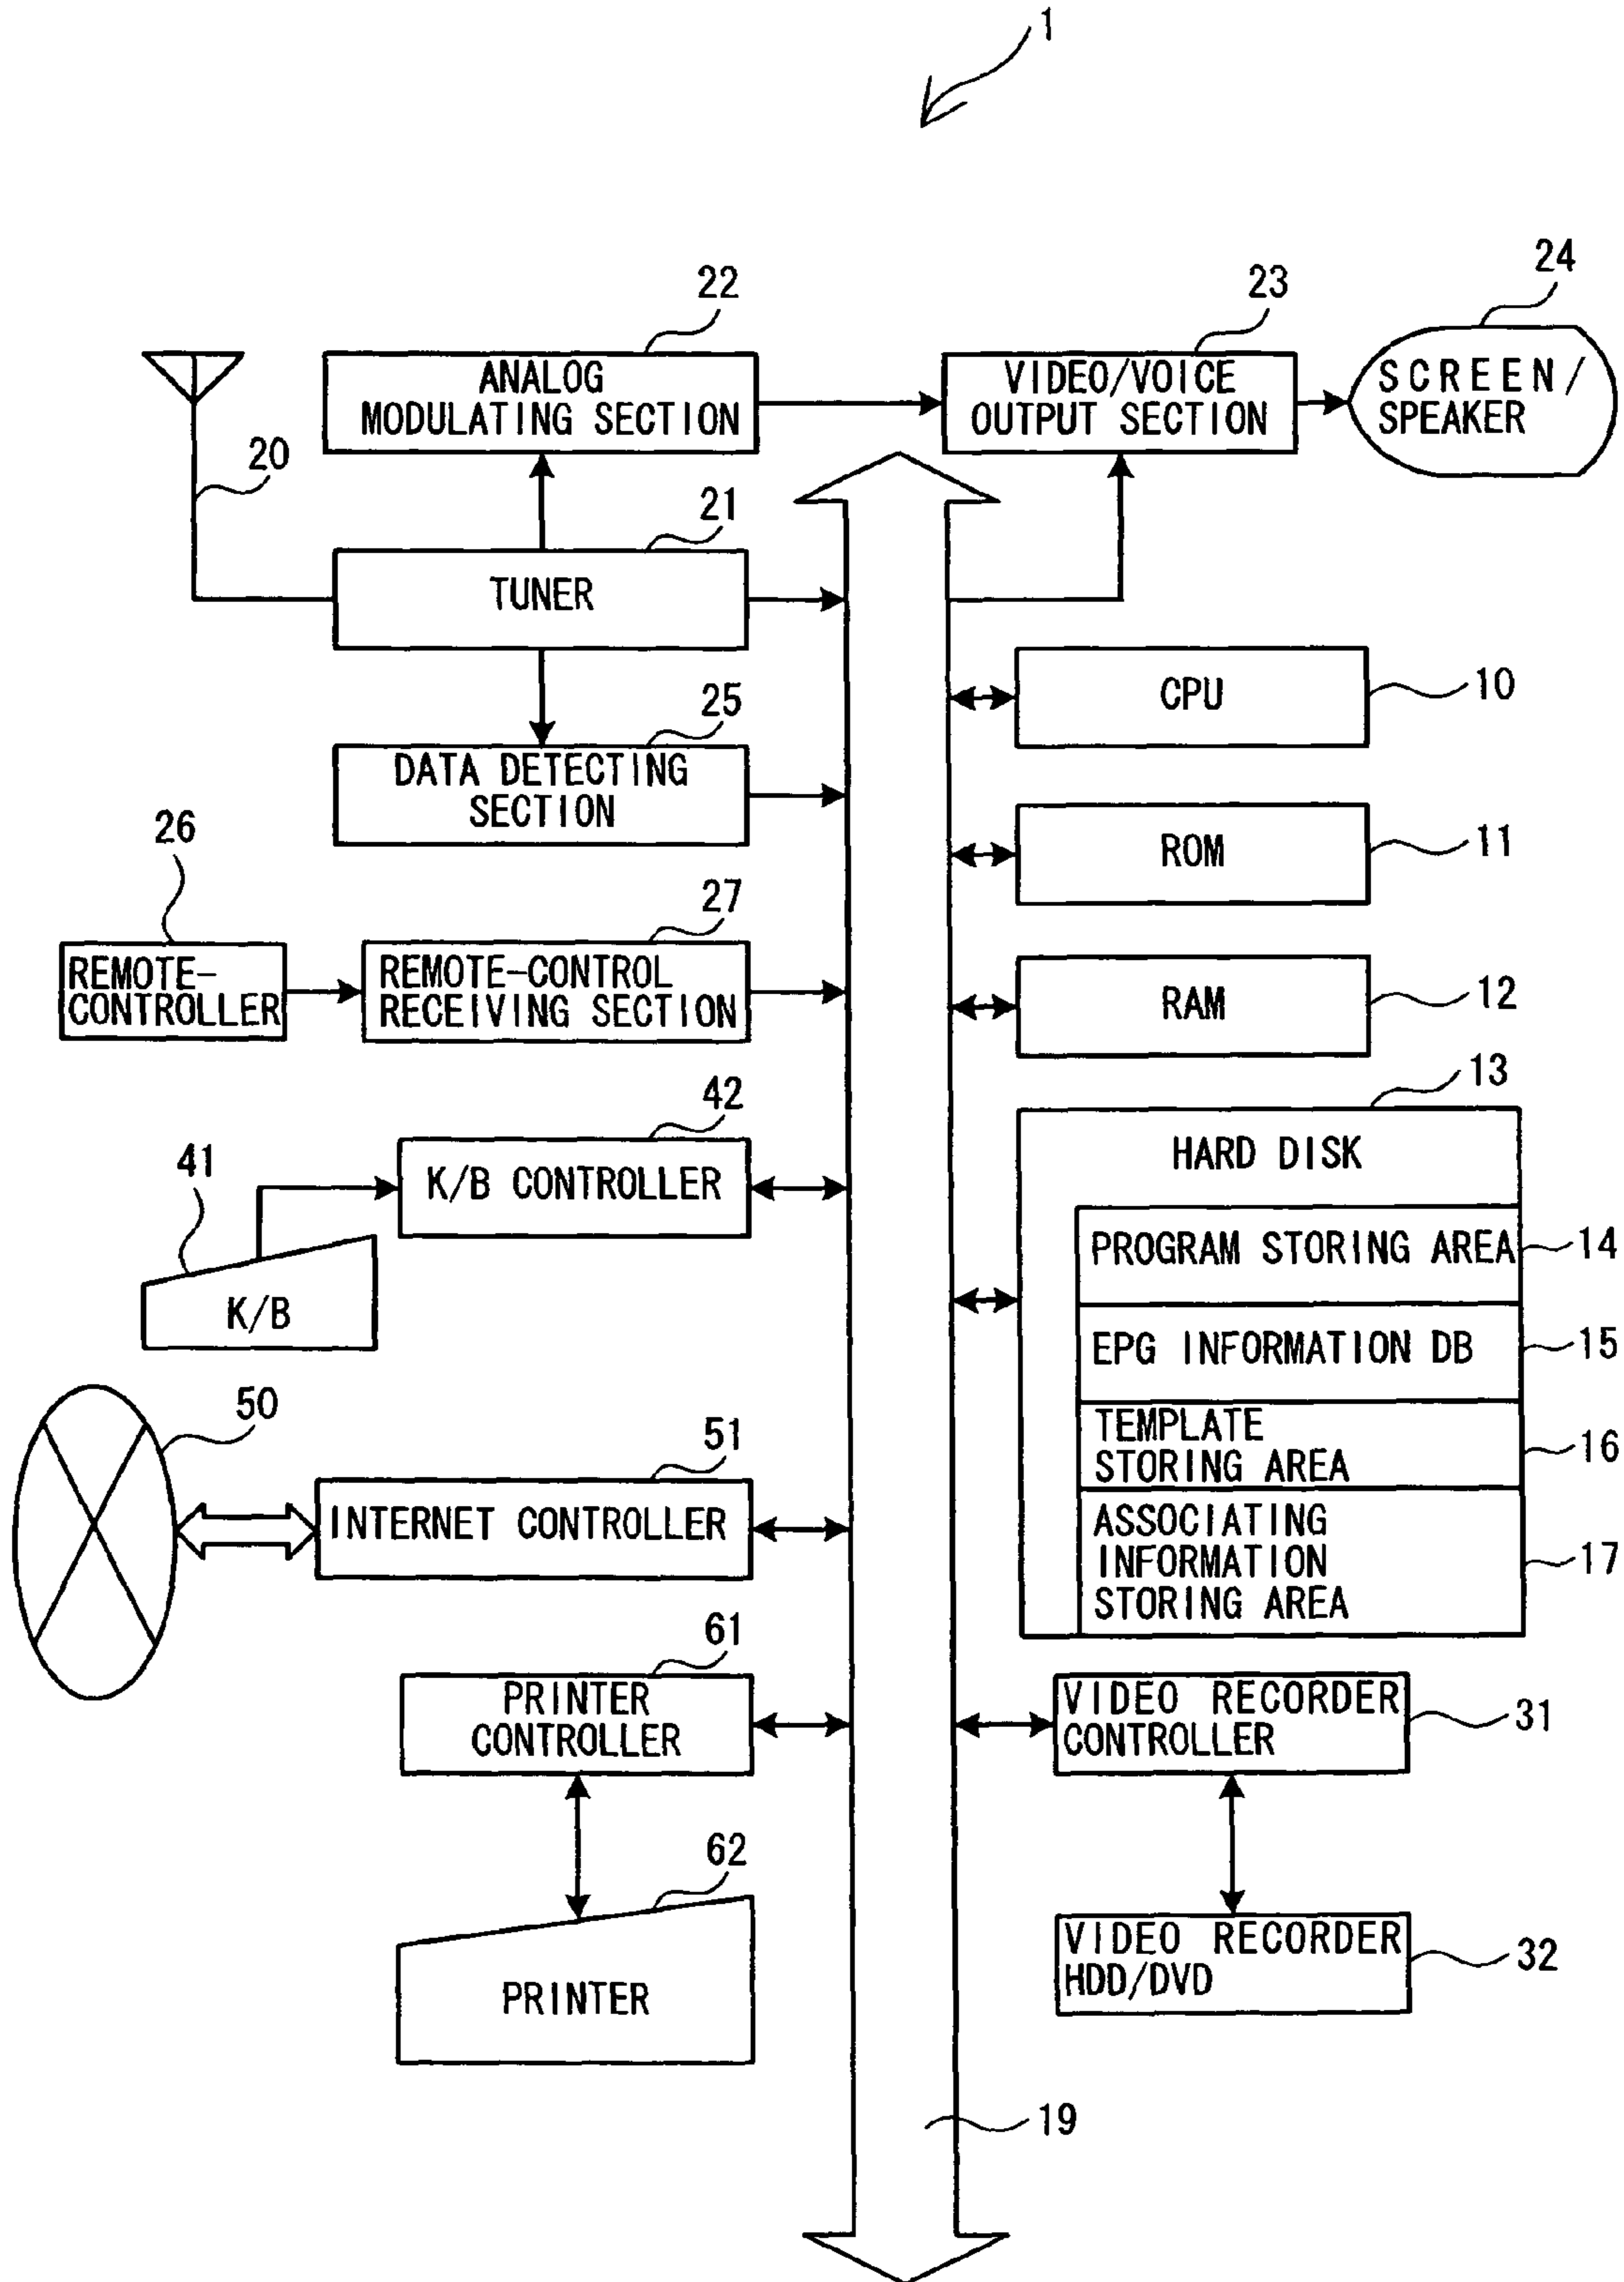 1
22
ANALOG
MODULATING SECTION
23
VIDEO/VOICE
OUTPUT SECTION
24
SCREEN/
SPEAKER
20
21
TUNER
25
DATA DETECTING
SECTION
CPU
10
ROM
11
RAM
12
26
REMOTE-
CONTROLLER
27
REMOTE-CONTROL
RECEIVING SECTION
42
K/B CONTROLLER
41
K/B
13
HARD DISK
PROGRAM STORING AREA
14
EPG INFORMATION DB
15
TEMPLATE
STORING AREA
16
ASSOCIATING
INFORMATION
STORING AREA
17
50
51
INTERNET CONTROLLER
61
PRINTER
CONTROLLER
62
PRINTER
VIDEO RECORDER
CONTROLLER
31
VIDEO RECORDER
HDD/DVD
32
19